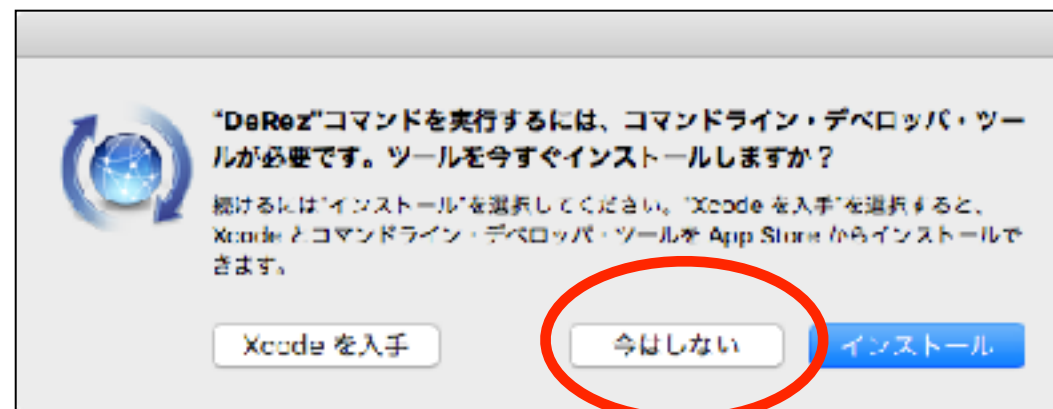 "DeRez"コマンドを実行するには、コマンドライン・デベロッパ・ツー
ルが必要です。ツールを今すぐインストールしますか？
続けるには"インストール"を選択してください。"Xcode を入手"を選択すると、
Xcode とコマンドライン・デベロッパ・ツールを App Store からインストールで
きます。
Xcode を入手
今はしない
インストール